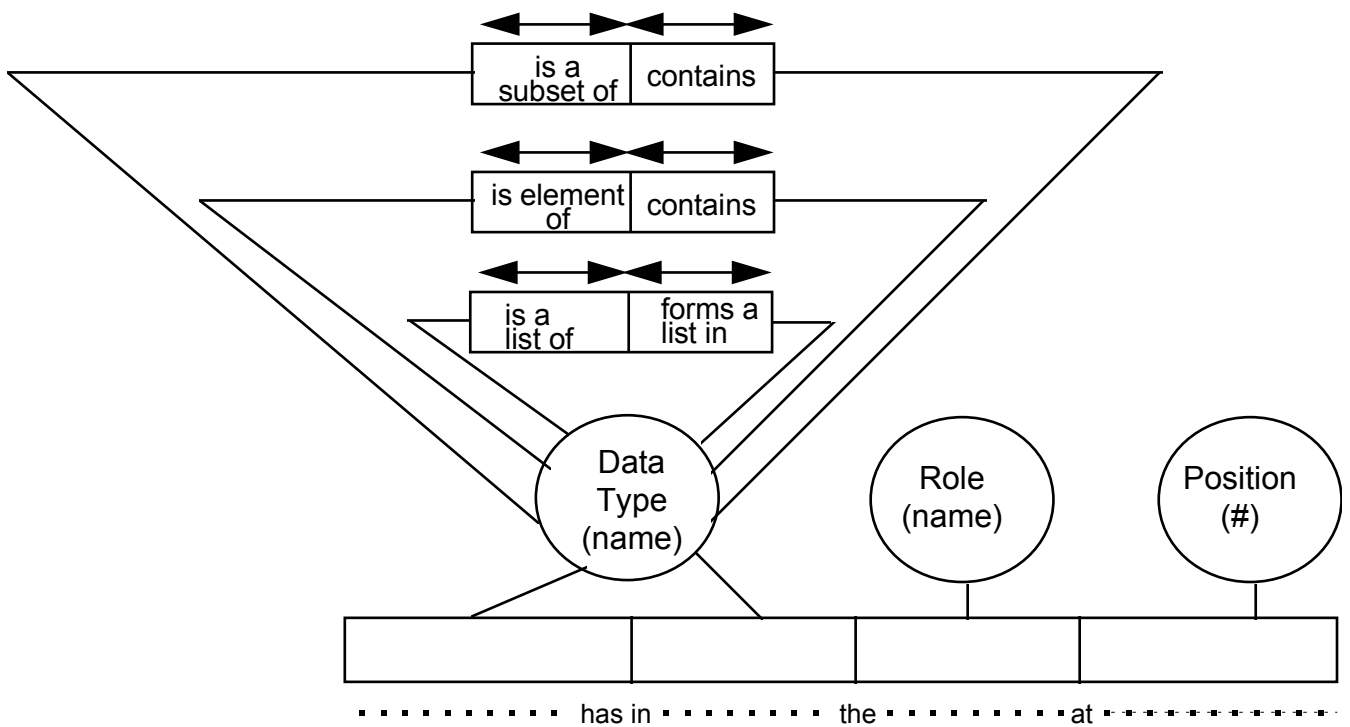 is a
subset of
contains
is element
of
contains
is a
list of
forms a
list in
Data
Type
(name)
Role
(name)
Position
(#)
has in
the
at